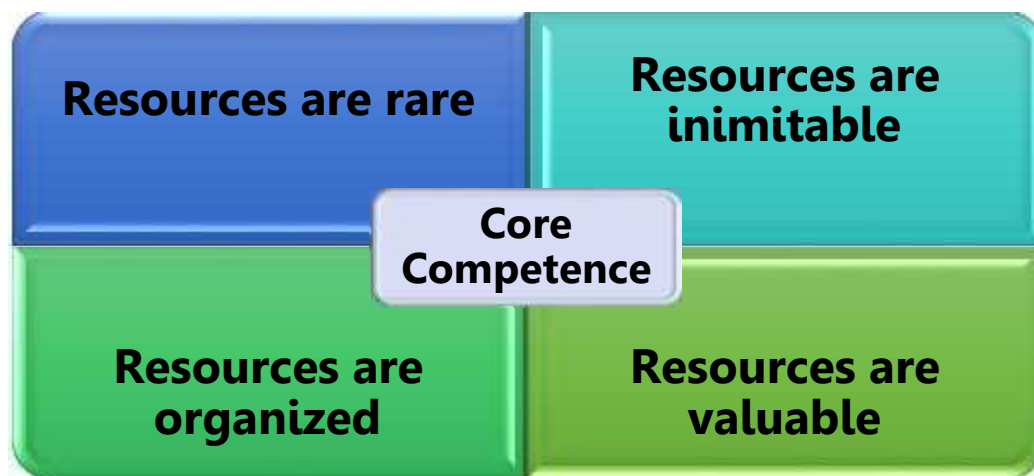 Resources are rare
Resources are
inimitable
Core
Competence
Resources are
organized
Resources are
valuable